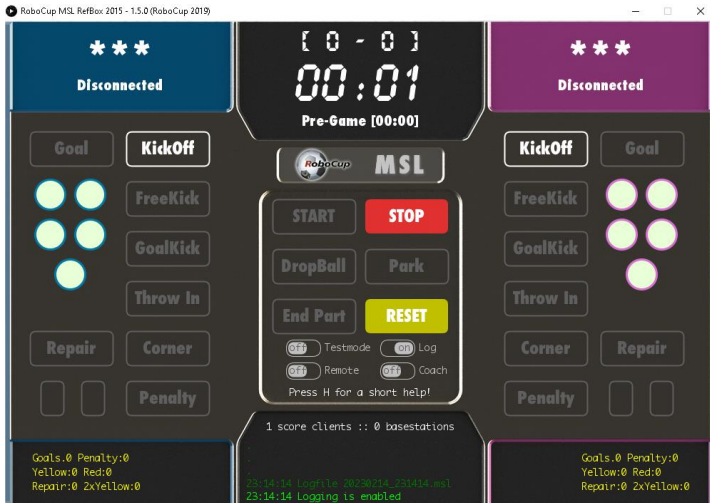 RoboCup MSL RefBox 2015 - 1.5.0 (RoboCup 2019)
***
Disconnected
[ 0 - 0 ]
00:01
Pre-Game [00:00]
***
Disconnected
Goal
KickOff
RoboCup MSL
KickOff
Goal
FreeKick
START
STOP
FreeKick
GoalKick
DropBall
Park
GoalKick
Throw In
End Part
RESET
Throw In
Repair
Corner
off Testmode
on Log
Corner
Repair
off Remote
off Coach
Penalty
Press H for a short help!
Penalty
1 score clients :: 0 basestations
Goals.0 Penalty:0
Yellow:0 Red:0
Repair:0 2xYellow:0
23:14:14 Logfile 20230214_231414.msl
23:14:14 Logging is enabled
Goals.0 Penalty:0
Yellow:0 Red:0
Repair:0 2xYellow:0